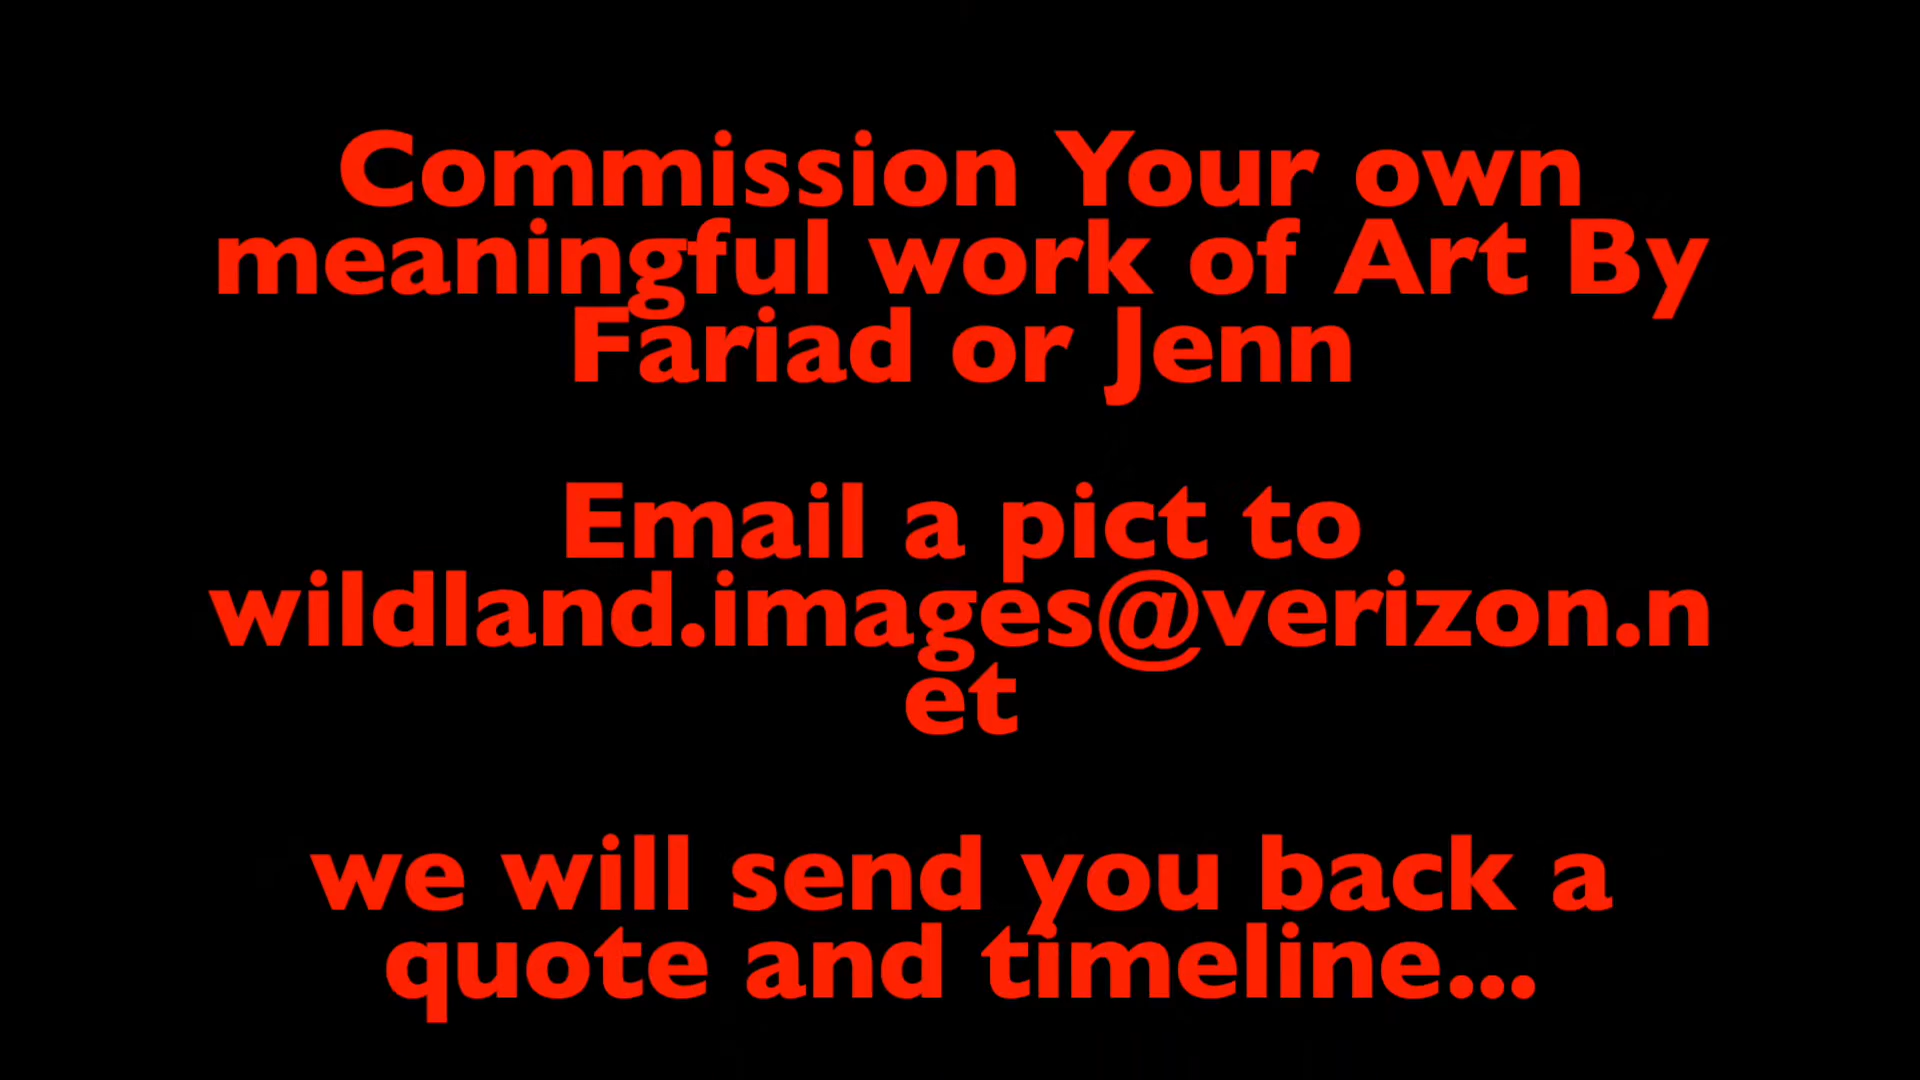 Commission Your own
meaningful work of Art By
Fariad or Jenn
Email a pict to
wildland.images@verizon.n
et
we will send you back a
quote and timeline...